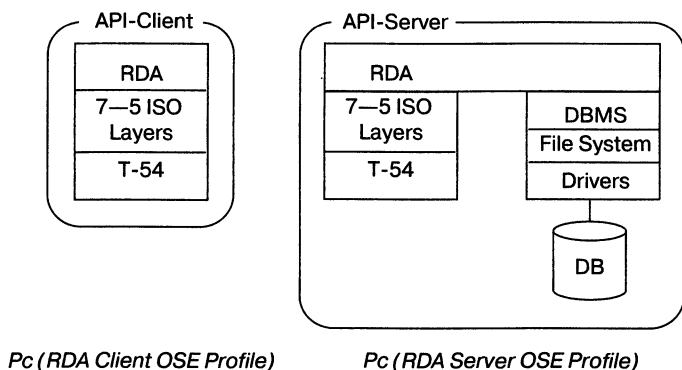 API-Client
RDA
7—5 ISO
Layers
T-54
API-Server
RDA
7—5 ISO
Layers
T-54
DBMS
File System
Drivers
DB
Pc (RDA Client OSE Profile)
Pc (RDA Server OSE Profile)